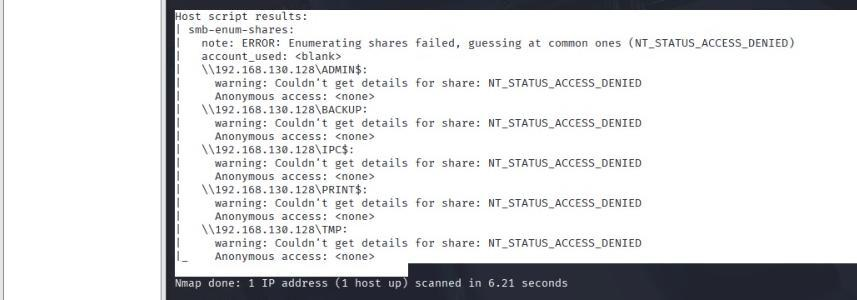 Host script results:
| smb-enum-shares:
|   note: ERROR: Enumerating shares failed, guessing at common ones (NT_STATUS_ACCESS_DENIED)
|   account_used: <blank>
|   \\192.168.130.128\ADMIN$:
|     warning: Couldn't get details for share: NT_STATUS_ACCESS_DENIED
|     Anonymous access: <none>
|   \\192.168.130.128\BACKUP:
|     warning: Couldn't get details for share: NT_STATUS_ACCESS_DENIED
|     Anonymous access: <none>
|   \\192.168.130.128\IPC$:
|     warning: Couldn't get details for share: NT_STATUS_ACCESS_DENIED
|     Anonymous access: <none>
|   \\192.168.130.128\PRINT$:
|     warning: Couldn't get details for share: NT_STATUS_ACCESS_DENIED
|     Anonymous access: <none>
|   \\192.168.130.128\TMP:
|     warning: Couldn't get details for share: NT_STATUS_ACCESS_DENIED
|_    Anonymous access: <none>
Nmap done: 1 IP address (1 host up) scanned in 6.21 seconds